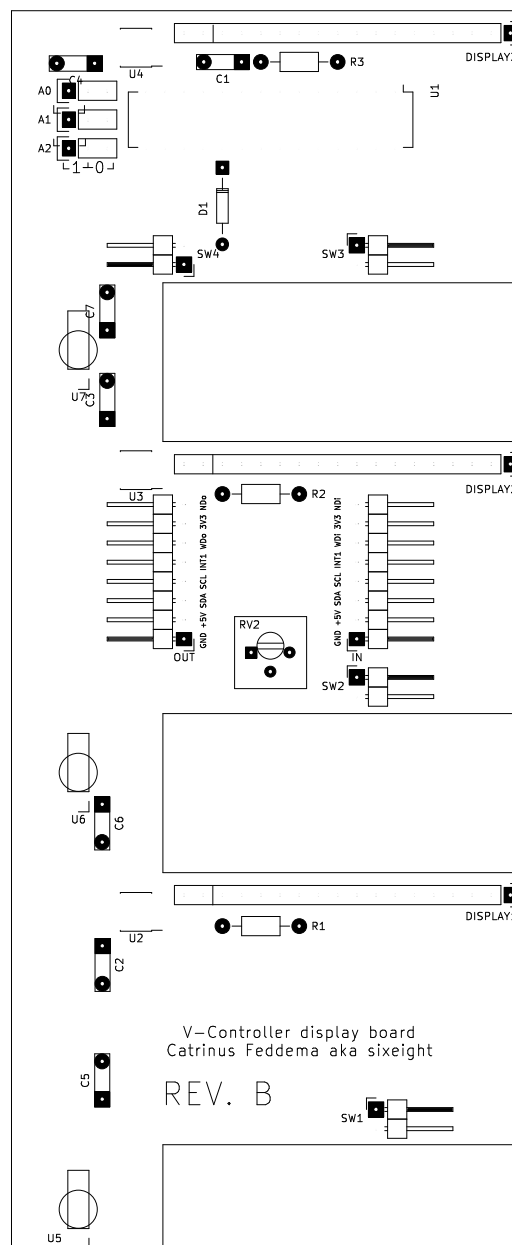 DISPLAY
U4
C4
C1
R3
A0
U1
A1
A2
1-0
D1
SW4
SW3
C7
U7
C3
DISPLAY
U3
R2
GND +5V SDA SCL INT1 WDo 3V3 NDo
GND +5V SDA SCL INT1 WDi 3V3 NDi
RV2
OUT
IN
SW2
U6
C6
DISPLAY
U2
R1
C2
V-Controller display board
Catrinus Feddema aka sixeight
C5
REV. B
SW1
U5